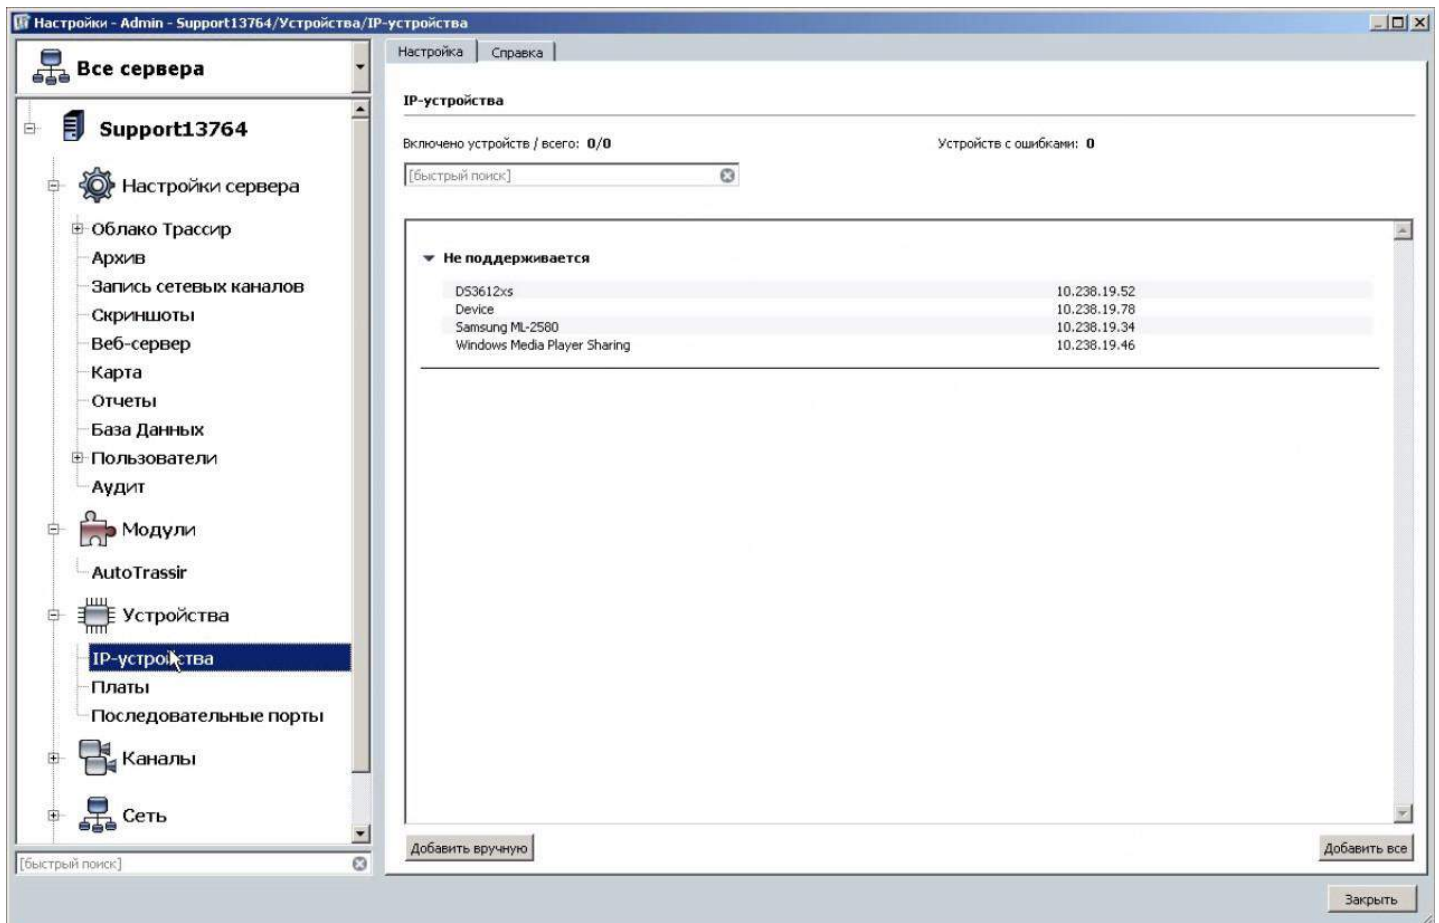 Настройки - Admin - Support13764/Устройства/IP-устройства
Все сервера
Support13764
Настройки сервера
Облако Трассир
Архив
Запись сетевых каналов
Скриншоты
Веб-сервер
Карта
Отчеты
База Данных
Пользователи
Аудит
Модули
AutoTrassir
Устройства
IP-устройства
Платы
Последовательные порты
Каналы
Сеть
[быстрый поиск]
Настройка Справка
IP-устройства
Включено устройств / всего: 0/0 Устройств с ошибками: 0
[быстрый поиск]
Не поддерживается
DS3612xs 10.238.19.52
Device 10.238.19.78
Samsung ML-2580 10.238.19.34
Windows Media Player Sharing 10.238.19.46
Добавить вручную Добавить все
Закрыть